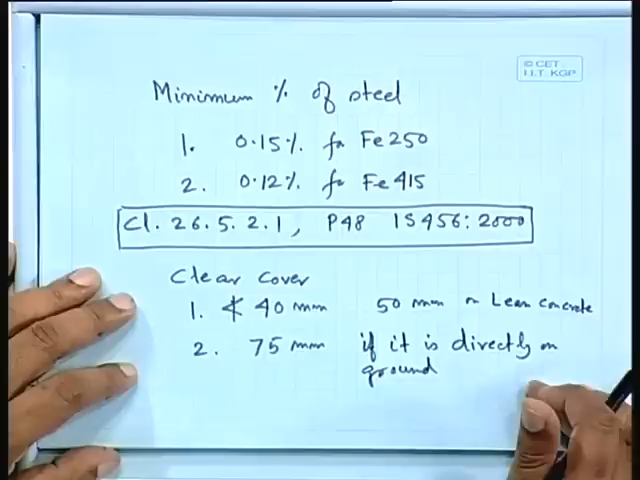 © CET
I.I.T. KGP
Minimum % of steel
1. 0.15% for Fe250
2. 0.12% for Fe415
Cl. 26.5.2.1, P48 IS456:2000
Clear cover
1. ≮ 40 mm 50 mm on Lean concrete
2. 75 mm if it is directly on
ground